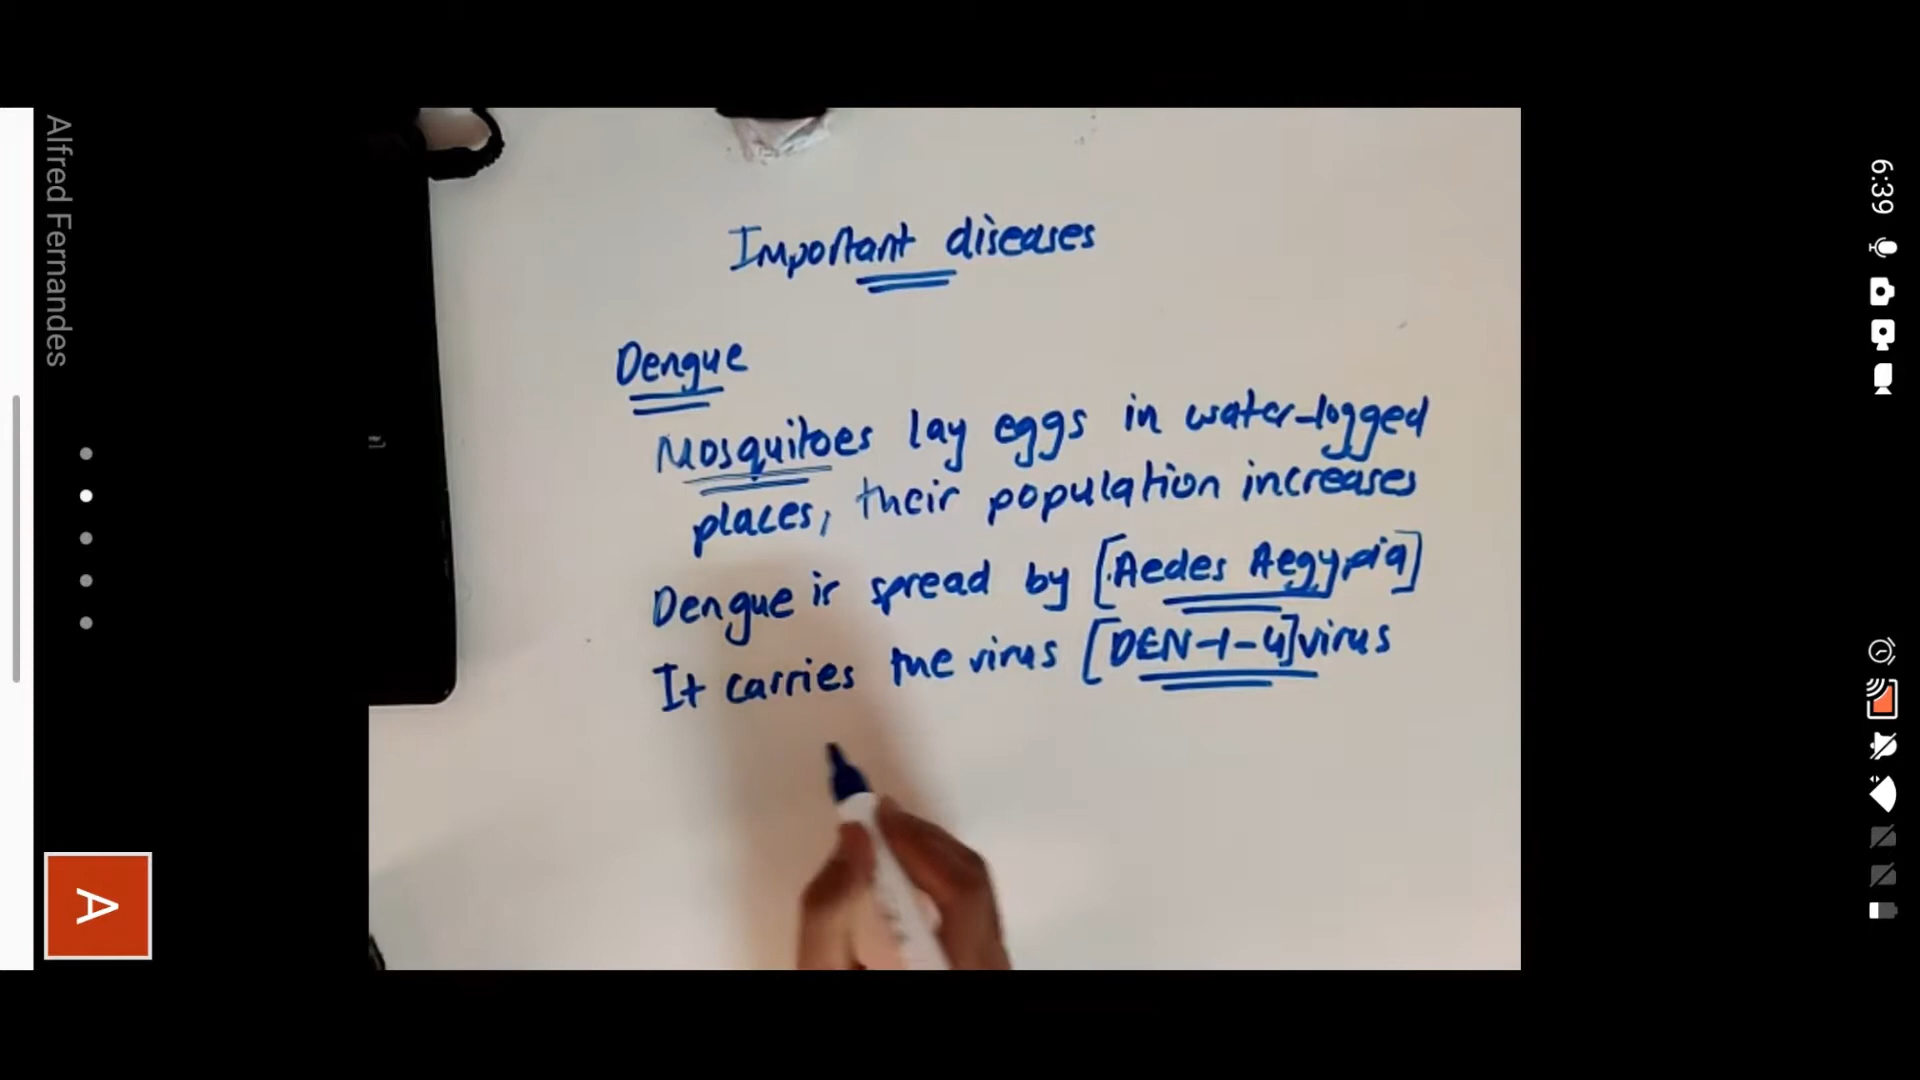 Important diseases
Dengue
Mosquitoes lay eggs in water-logged
places, their population increases
Dengue is spread by [Aedes Aegyptia]
It carries the virus [DEN-1-4]virus
Alfred Fernandes
A
6:39